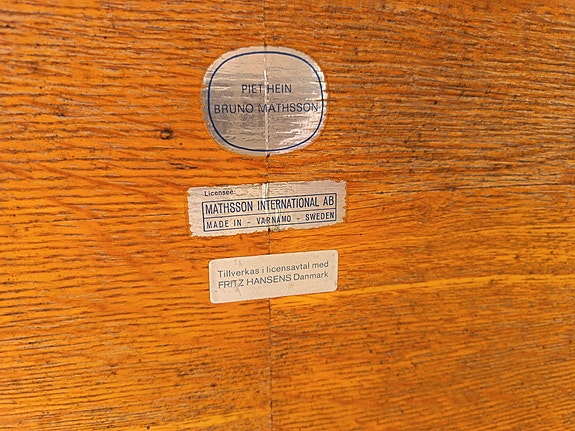 PIET HEIN
BRUNO MATHSSON
Licensee:
MATHSSON INTERNATIONAL AB
MADE IN - VÄRNAMO - SWEDEN
Tillverkas i licensavtal med
FRITZ HANSENS Danmark